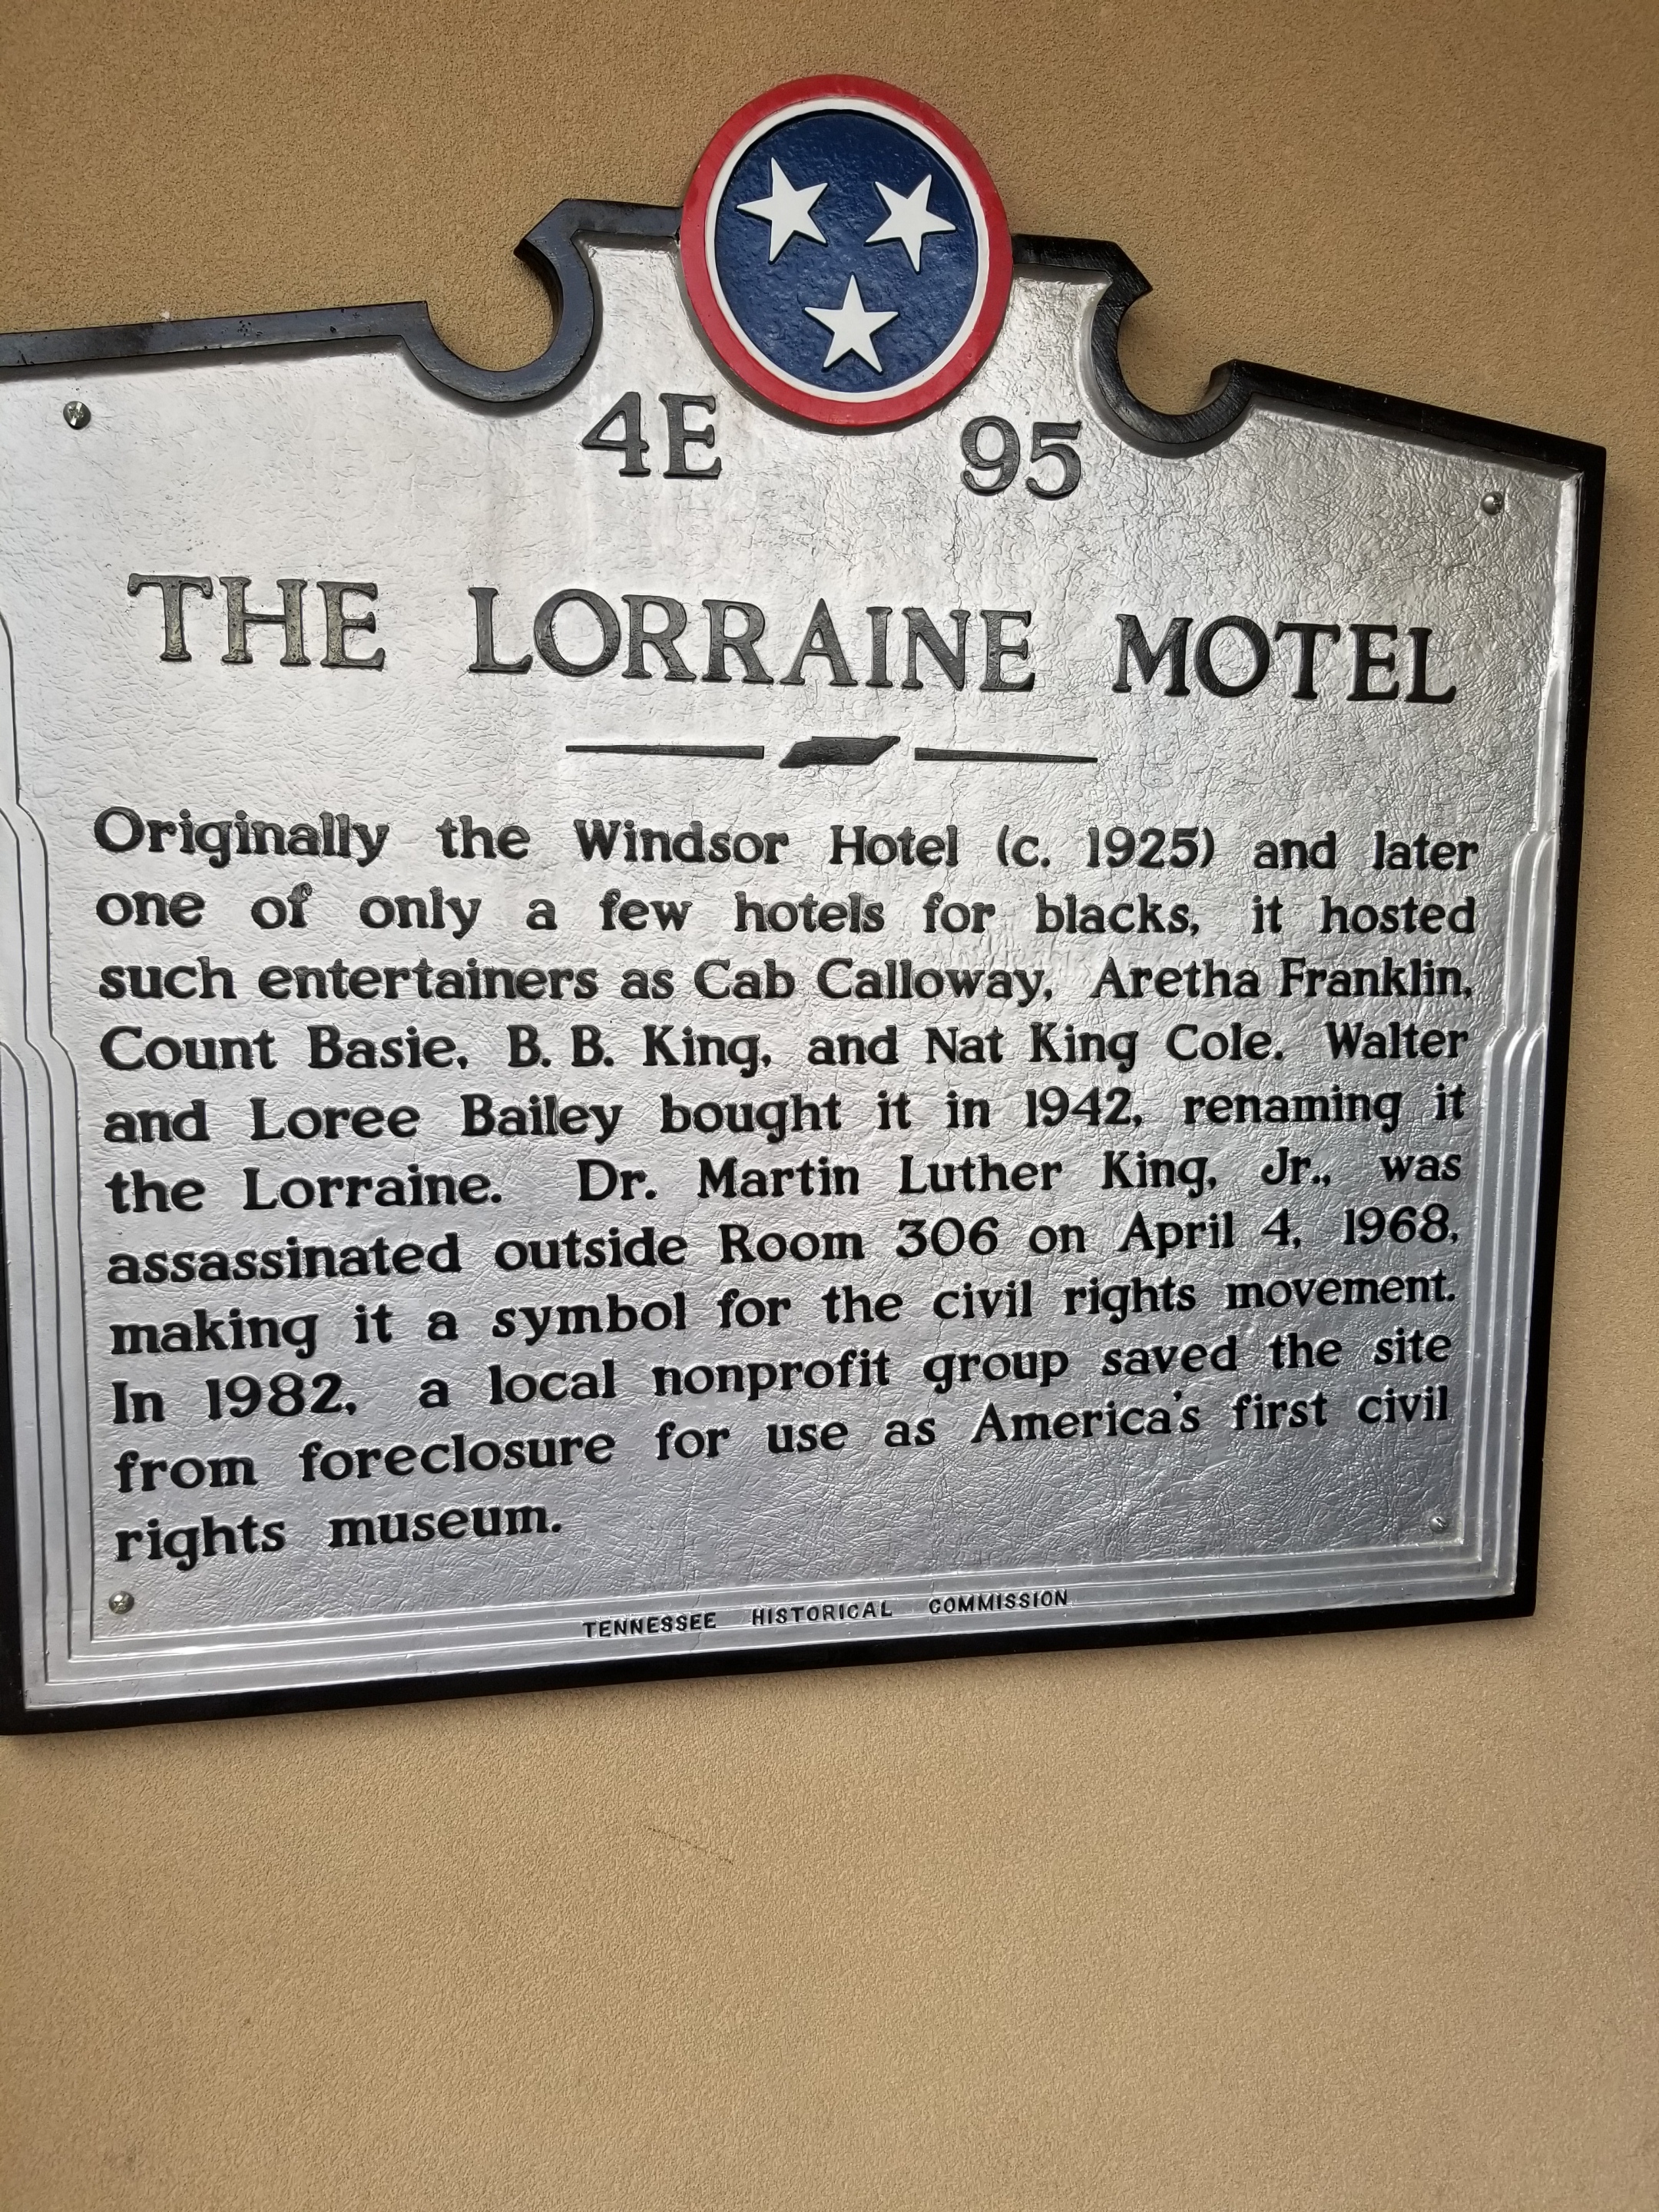 4E 95
THE LORRAINE MOTEL
Originally the Windsor Hotel (c. 1925) and later
one of only a few hotels for blacks, it hosted
such entertainers as Cab Calloway, Aretha Franklin,
Count Basie, B. B. King, and Nat King Cole. Walter
and Loree Bailey bought it in 1942, renaming it
the Lorraine. Dr. Martin Luther King, Jr., was
assassinated outside Room 306 on April 4, 1968,
making it a symbol for the civil rights movement.
In 1982, a local nonprofit group saved the site
from foreclosure for use as America's first civil
rights museum.
TENNESSEE HISTORICAL COMMISSION